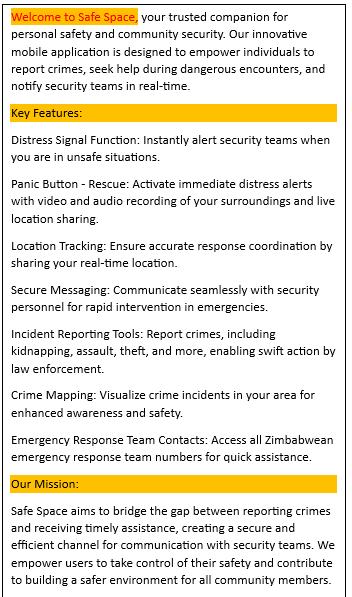 Welcome to Safe Space, your trusted companion for
personal safety and community security. Our innovative
mobile application is designed to empower individuals to
report crimes, seek help during dangerous encounters, and
notify security teams in real-time.
Key Features:
Distress Signal Function: Instantly alert security teams when
you are in unsafe situations.
Panic Button - Rescue: Activate immediate distress alerts
with video and audio recording of your surroundings and live
location sharing.
Location Tracking: Ensure accurate response coordination by
sharing your real-time location.
Secure Messaging: Communicate seamlessly with security
personnel for rapid intervention in emergencies.
Incident Reporting Tools: Report crimes, including
kidnapping, assault, theft, and more, enabling swift action by
law enforcement.
Crime Mapping: Visualize crime incidents in your area for
enhanced awareness and safety.
Emergency Response Team Contacts: Access all Zimbabwean
emergency response team numbers for quick assistance.
Our Mission:
Safe Space aims to bridge the gap between reporting crimes
and receiving timely assistance, creating a secure and
efficient channel for communication with security teams. We
empower users to take control of their safety and contribute
to building a safer environment for all community members.